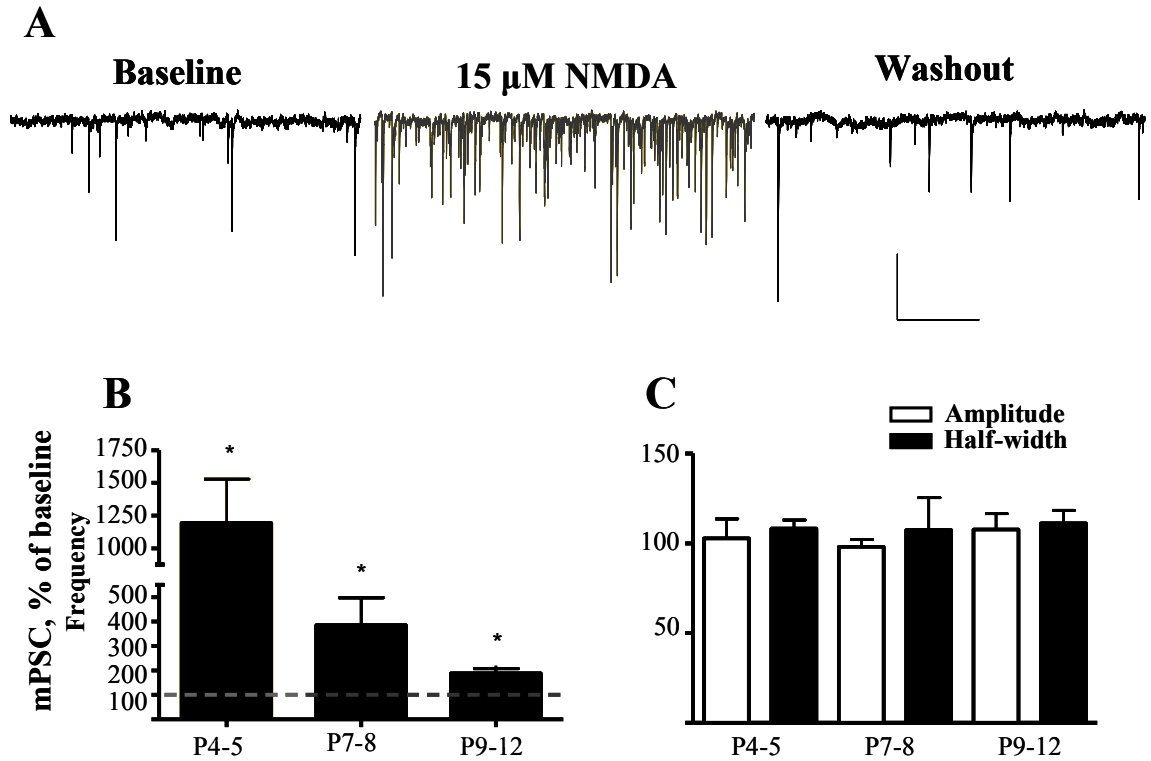 A
Baseline
15 µM NMDA
Washout
B
mPSC, % of baseline
Frequency
1750
1500
1250
1000
500
400
300
200
100
*
*
*
P4-5
P7-8
P9-12
C
Amplitude
Half-width
150
100
50
P4-5
P7-8
P9-12